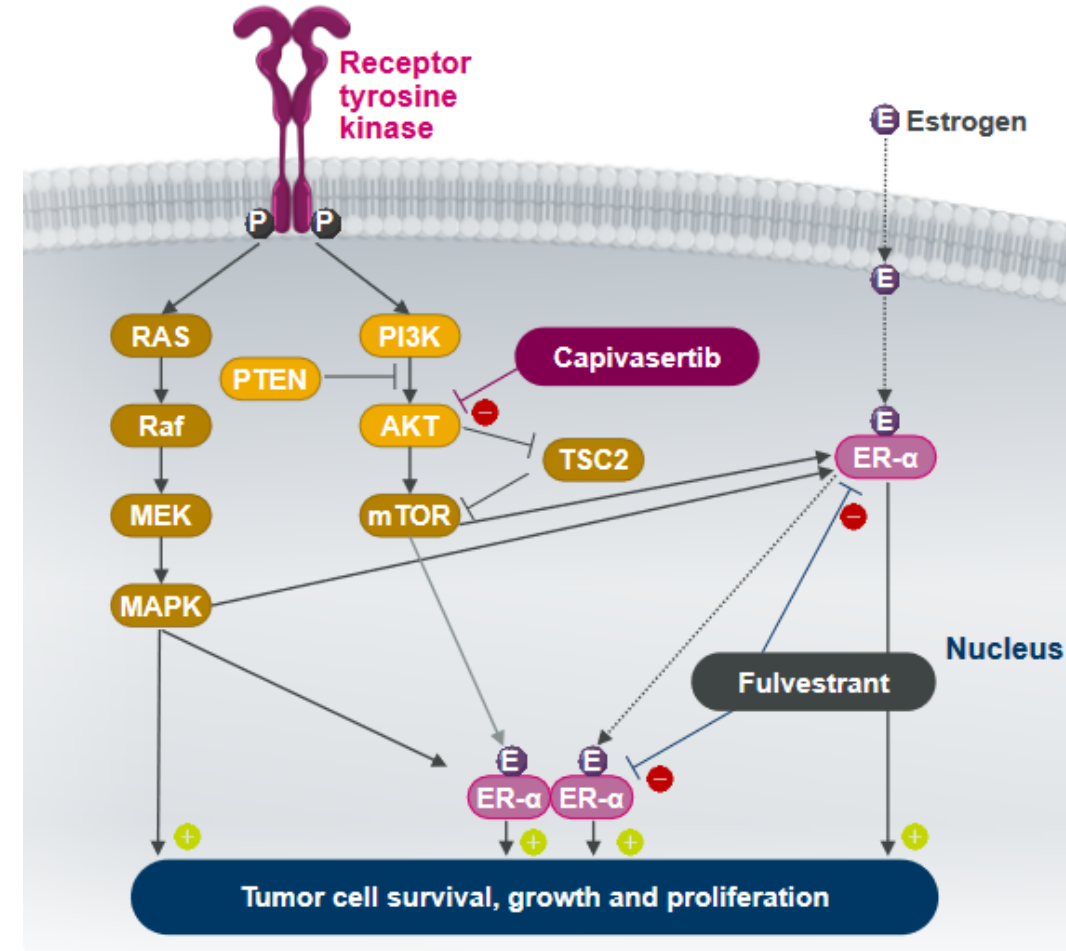 Receptor
tyrosine
kinase
E Estrogen
P P
E
RAS PI3K
Capivasertib
PTEN
E
Raf AKT −
TSC2 ER-α
MEK mTOR −
MAPK
Nucleus
Fulvestrant
E E
ER-α ER-α −
+ + + +
Tumor cell survival, growth and proliferation